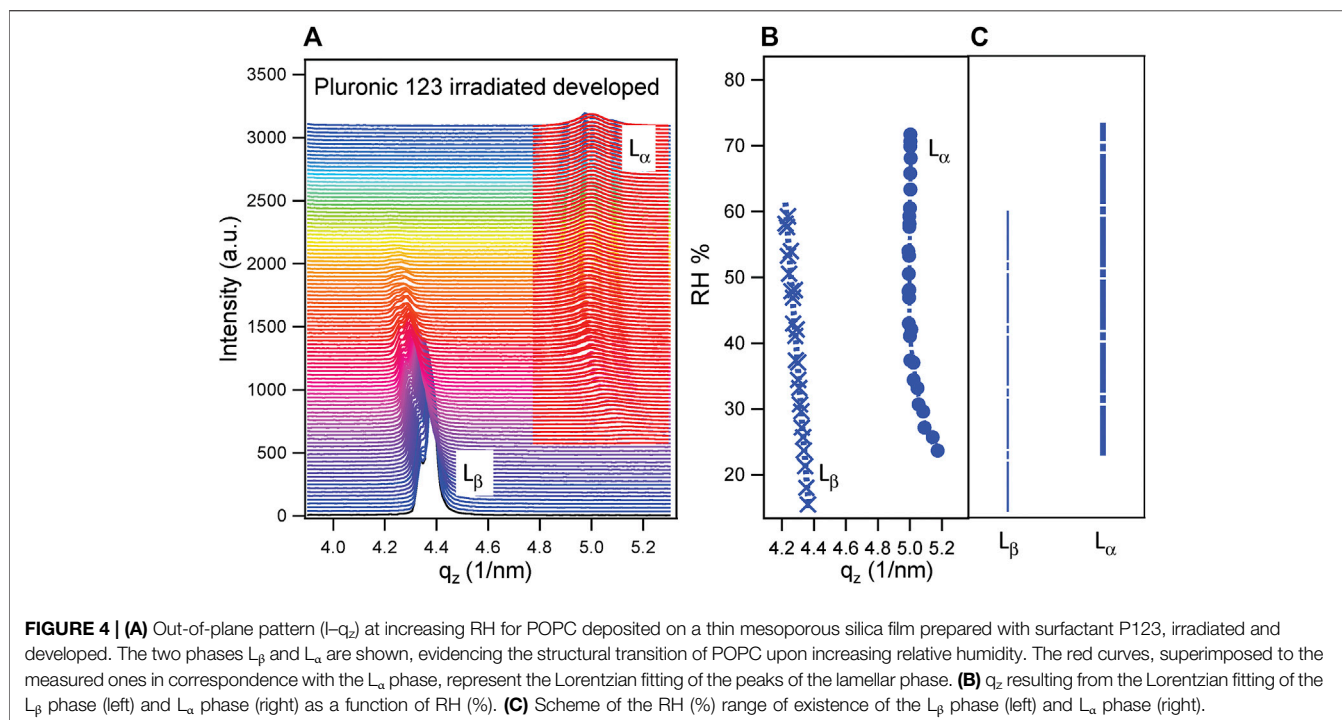 A
B
C
Pluronic 123 irradiated developed
3500
3000
2500
2000
1500
1000
500
0
Intensity (a.u.)
Lα
Lβ
4.0 4.2 4.4 4.6 4.8 5.0 5.2
qz (1/nm)
80
70
60
50
40
30
20
RH %
Lα
Lβ
4.2 4.4 4.6 4.8 5.0 5.2
qz (1/nm)
Lβ Lα
FIGURE 4 | (A) Out-of-plane pattern (I–qz) at increasing RH for POPC deposited on a thin mesoporous silica film prepared with surfactant P123, irradiated and
developed. The two phases Lβ and Lα are shown, evidencing the structural transition of POPC upon increasing relative humidity. The red curves, superimposed to the
measured ones in correspondence with the Lα phase, represent the Lorentzian fitting of the peaks of the lamellar phase. (B) qz resulting from the Lorentzian fitting of the
Lβ phase (left) and Lα phase (right) as a function of RH (%). (C) Scheme of the RH (%) range of existence of the Lβ phase (left) and Lα phase (right).